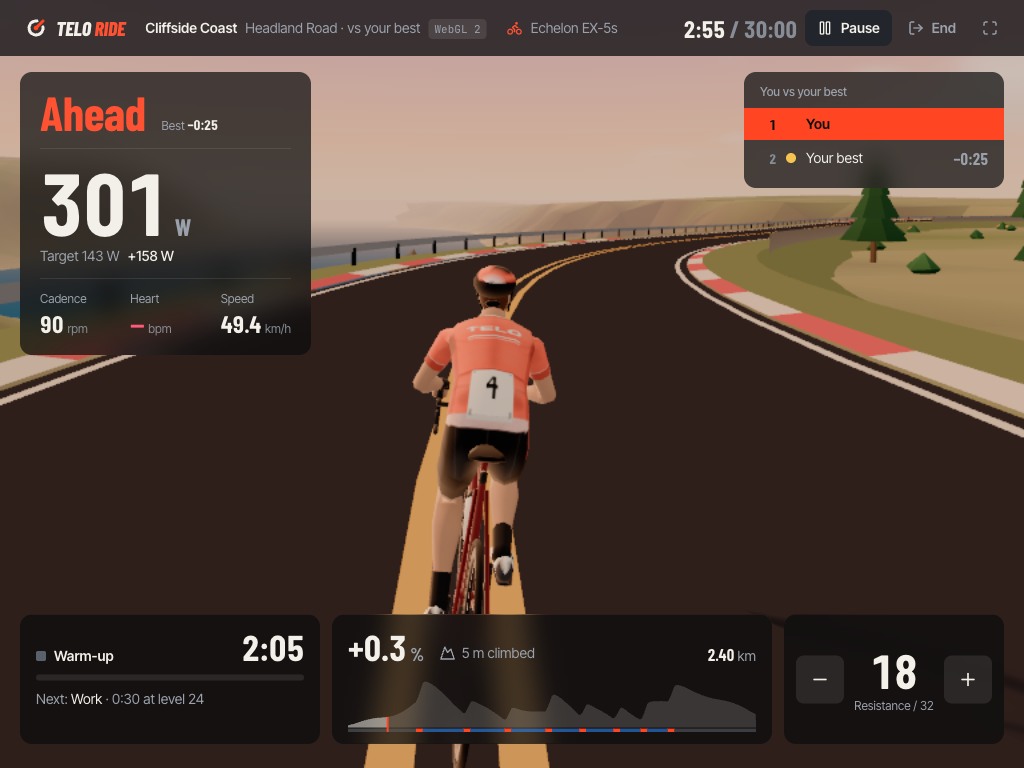 TELO RIDE Cliffside Coast Headland Road · vs your best WebGL 2 Echelon EX-5s 2:55 / 30:00 Pause End
Ahead Best −0:25
301 W
Target 143 W +158 W
Cadence Heart Speed
90 rpm — bpm 49.4 km/h
You vs your best
1 You
2 Your best −0:25
TELO
4
Warm-up 2:05
Next: Work · 0:30 at level 24
+0.3 % 5 m climbed 2.40 km
− 18 +
Resistance / 32